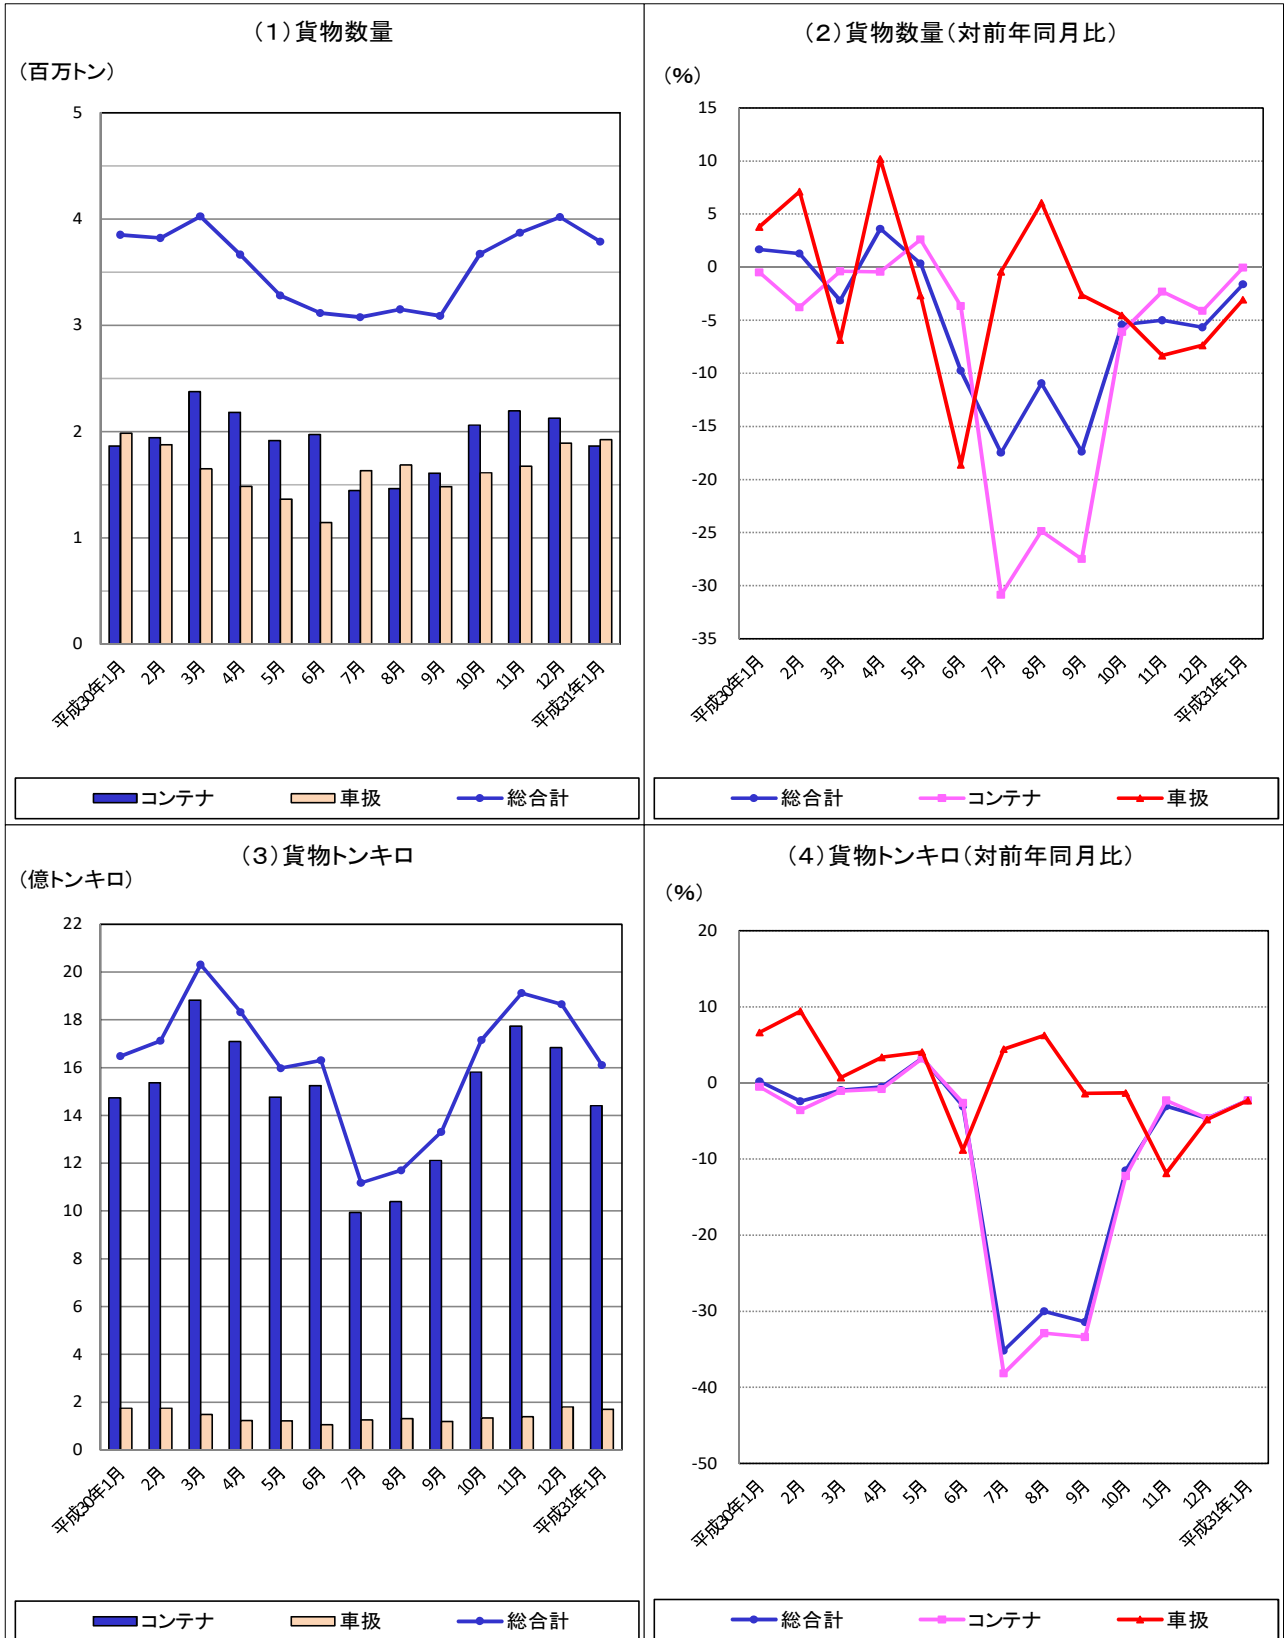 （１）貨物数量
（百万トン）
5
4
3
2
1
0
平成30年1月
2月
3月
4月
5月
6月
7月
8月
9月
10月
11月
12月
平成31年1月
コンテナ　車扱　総合計
（２）貨物数量（対前年同月比）
（%）
15
10
5
0
-5
-10
-15
-20
-25
-30
-35
平成30年1月
2月
3月
4月
5月
6月
7月
8月
9月
10月
11月
12月
平成31年1月
総合計　コンテナ　車扱
（３）貨物トンキロ
（億トンキロ）
22
20
18
16
14
12
10
8
6
4
2
0
平成30年1月
2月
3月
4月
5月
6月
7月
8月
9月
10月
11月
12月
平成31年1月
コンテナ　車扱　総合計
（４）貨物トンキロ（対前年同月比）
（%）
20
10
0
-10
-20
-30
-40
-50
平成30年1月
2月
3月
4月
5月
6月
7月
8月
9月
10月
11月
12月
平成31年1月
総合計　コンテナ　車扱